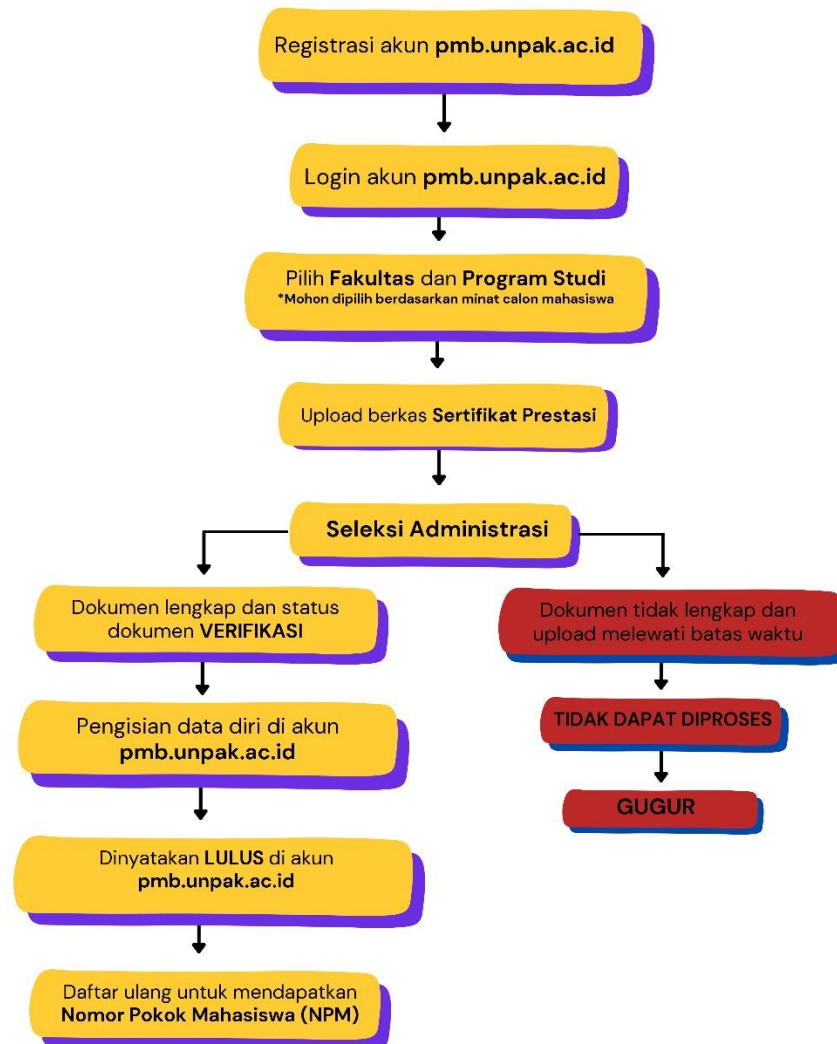 Registrasi akun pmb.unpak.ac.id
Login akun pmb.unpak.ac.id
Pilih Fakultas dan Program Studi
*Mohon dipilih berdasarkan minat calon mahasiswa
Upload berkas Sertifikat Prestasi
Seleksi Administrasi
Dokumen lengkap dan status
dokumen VERIFIKASI
Pengisian data diri di akun
pmb.unpak.ac.id
Dinyatakan LULUS di akun
pmb.unpak.ac.id
Daftar ulang untuk mendapatkan
Nomor Pokok Mahasiswa (NPM)
Dokumen tidak lengkap dan
upload melewati batas waktu
TIDAK DAPAT DIPROSES
GUGUR